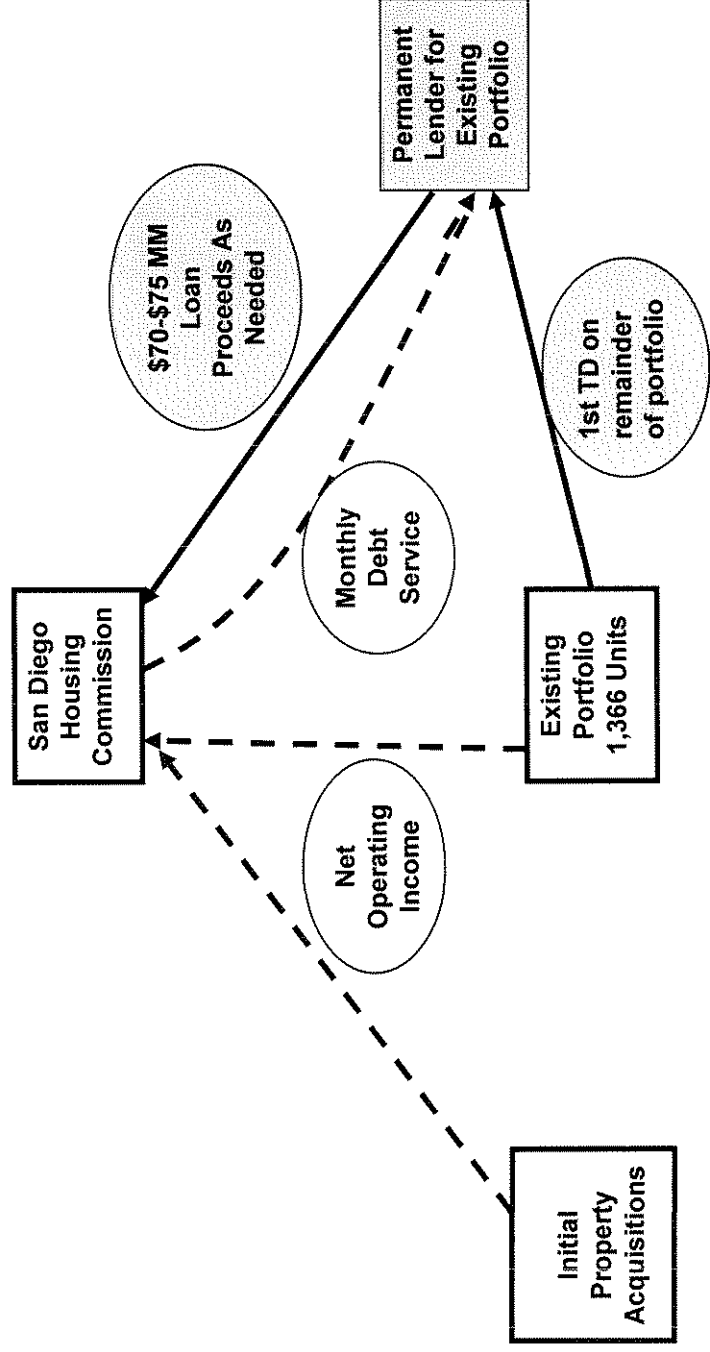 San Diego
Housing
Commission
$70-$75 MM
Loan
Proceeds As
Needed
Permanent
Lender for
Existing
Portfolio
Monthly
Debt
Service
Net
Operating
Income
1st TD on
remainder
of portfolio
Existing
Portfolio
1,366 Units
Initial
Property
Acquisitions